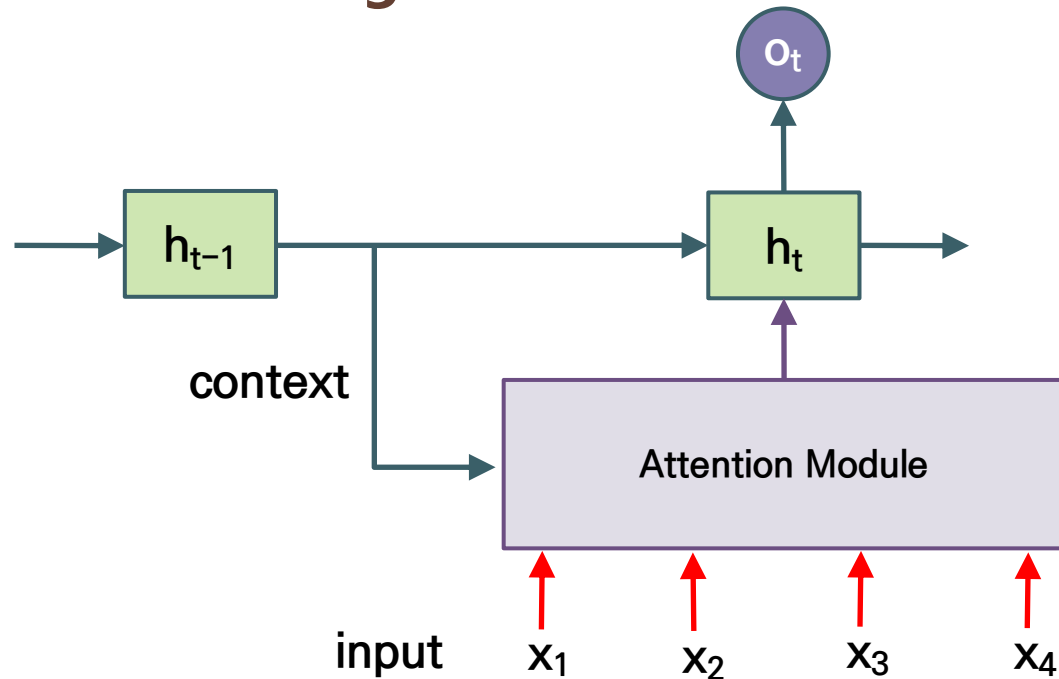 o_t
h_{t-1}
h_t
context
Attention Module
input x_1 x_2 x_3 x_4